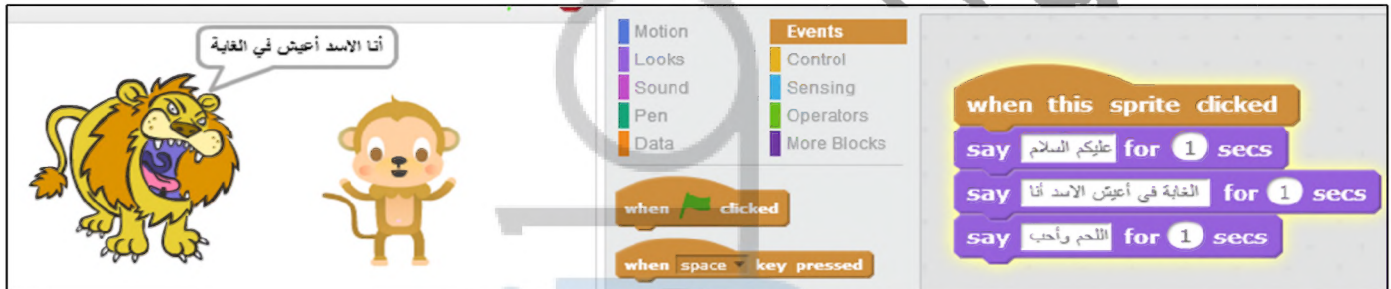 أنا الاسد أعيش في الغابة
Motion
Looks
Sound
Pen
Data
Events
Control
Sensing
Operators
More Blocks
when clicked
when space key pressed
when this sprite clicked
say عليكم السلام for 1 secs
say الغابة في أعيش الاسد أنا for 1 secs
say اللحم وأحب for 1 secs